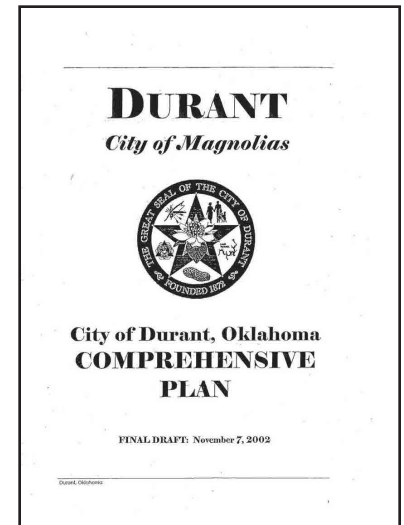 DURANT
City of Magnolias
THE GREAT SEAL OF THE CITY OF DURANT
FOUNDED 1872
City of Durant, Oklahoma
COMPREHENSIVE
PLAN
FINAL DRAFT: November 7, 2002
Durant, Oklahoma